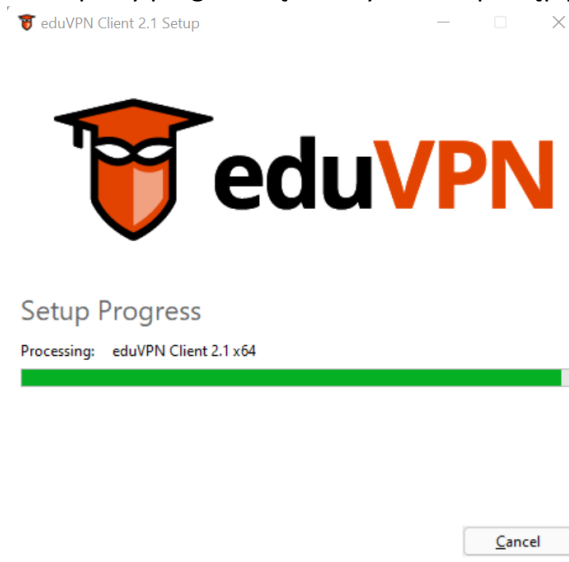 eduVPN Client 2.1 Setup
eduVPN
Setup Progress
Processing: eduVPN Client 2.1 x64
Cancel